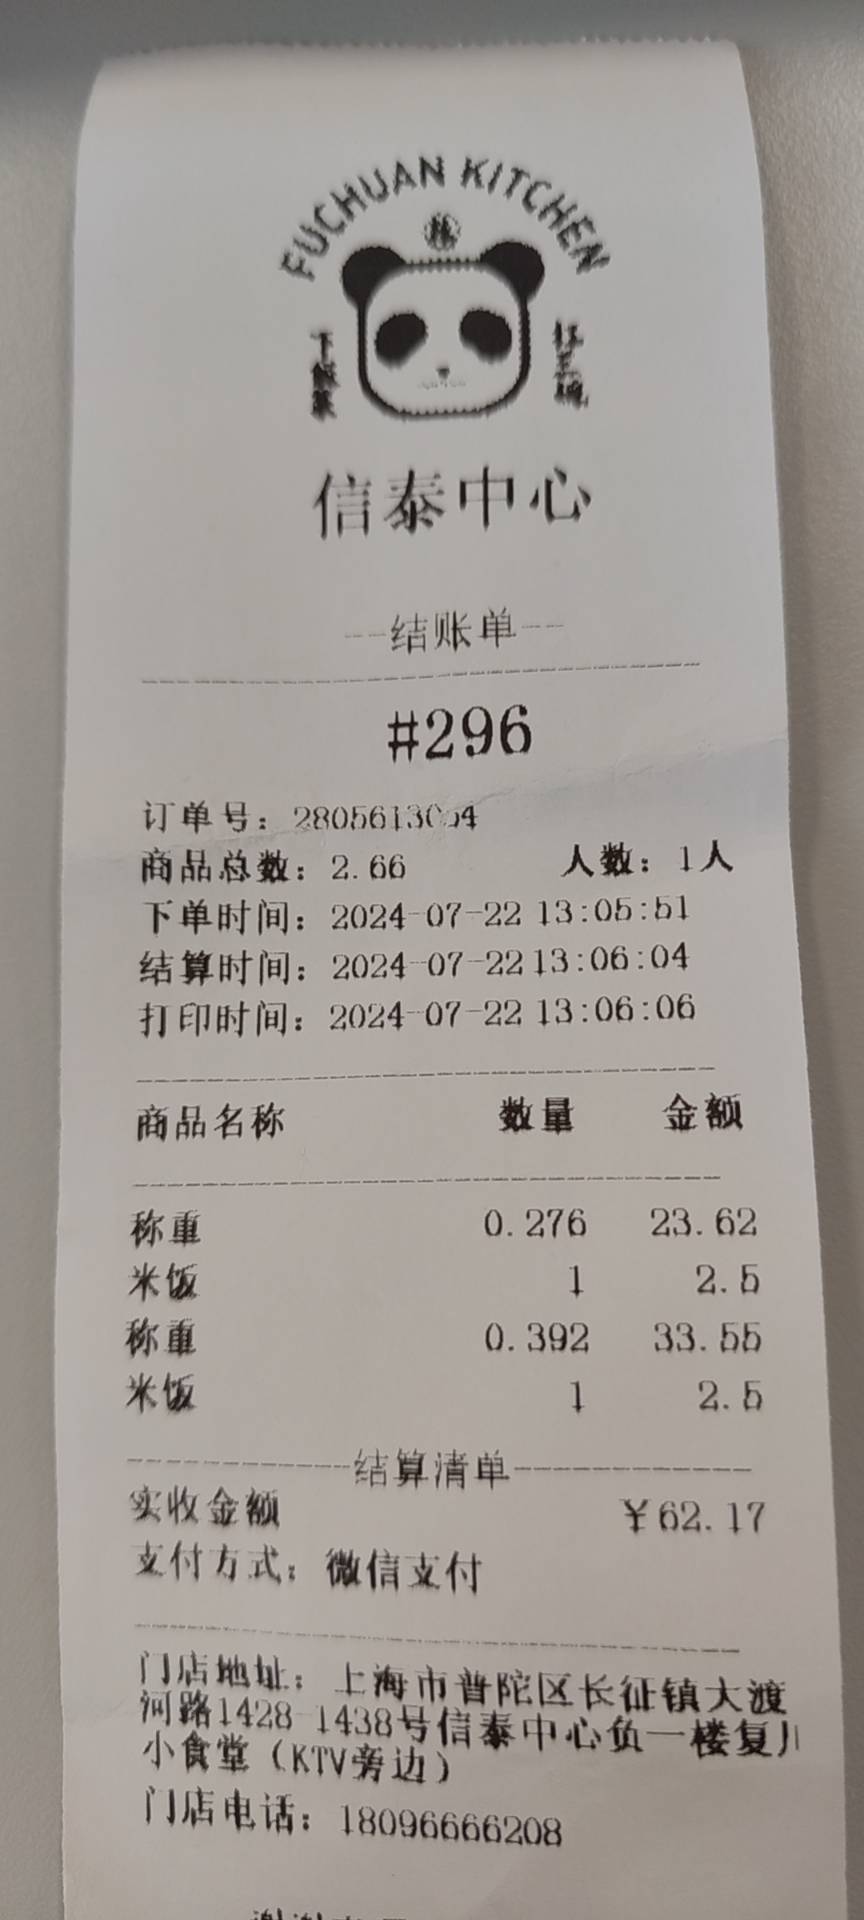 FUCHUAN KITCHEN
信泰中心
--结账单--
#296
订单号：2805613054
商品总数：2.66 人数：1人
下单时间：2024-07-22 13:05:51
结算时间：2024-07-22 13:06:04
打印时间：2024-07-22 13:06:06
商品名称 数量 金额
称重 0.276 23.62
米饭 1 2.5
称重 0.392 33.55
米饭 1 2.5
结算清单
实收金额 ¥62.17
支付方式：微信支付
门店地址：上海市普陀区长征镇大渡
河路1428-1438号信泰中心负一楼复川
小食堂（KTV旁边）
门店电话：18096666208